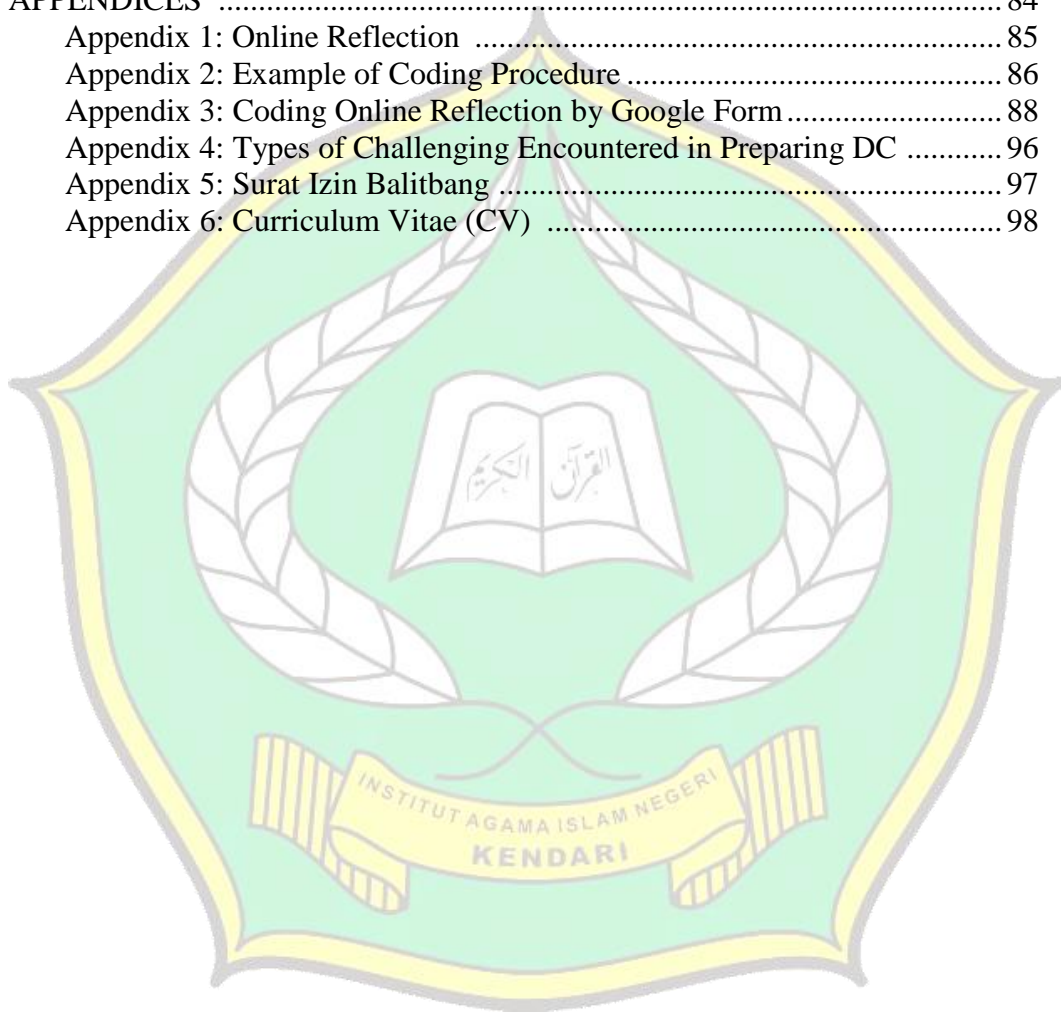 APPENDICES ........ 84
Appendix 1: Online Reflection ........ 85
Appendix 2: Example of Coding Procedure ........ 86
Appendix 3: Coding Online Reflection by Google Form ........ 88
Appendix 4: Types of Challenging Encountered in Preparing DC ........ 96
Appendix 5: Surat Izin Balitbang ........ 97
Appendix 6: Curriculum Vitae (CV) ........ 98
القرآن الكريم
INSTITUT AGAMA ISLAM NEGERI
KENDARI